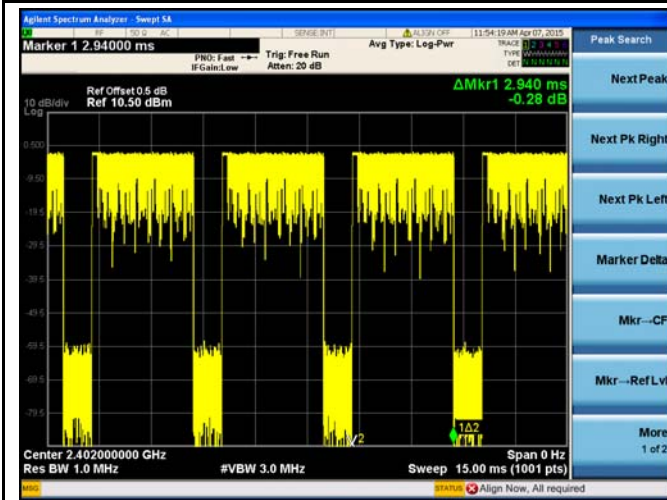 Agilent Spectrum Analyzer - Swept SA
RF 50 Ω AC SENSE:INT ALIGN OFF 11:54:19 AM Apr 07, 2015
Marker 1 2.94000 ms
PNO: Fast
IFGain:Low
Trig: Free Run
Atten: 20 dB
Avg Type: Log-Pwr
TRACE 1 2 3 4 5 6
TYPE
DET N N N N N N
ΔMkr1 2.940 ms
-0.28 dB
Ref Offset 0.5 dB
Ref 10.50 dBm
10 dB/div
Log
0.500
-9.50
-19.5
-29.5
-39.5
-49.5
-59.5
-69.5
-79.5
1Δ2
2
Center 2.402000000 GHz
Span 0 Hz
Res BW 1.0 MHz
#VBW 3.0 MHz
Sweep 15.00 ms (1001 pts)
MSG
STATUS Align Now, All required
Peak Search
Next Peak
Next Pk Right
Next Pk Left
Marker Delta
Mkr→CF
Mkr→Ref Lvl
More
1 of 2